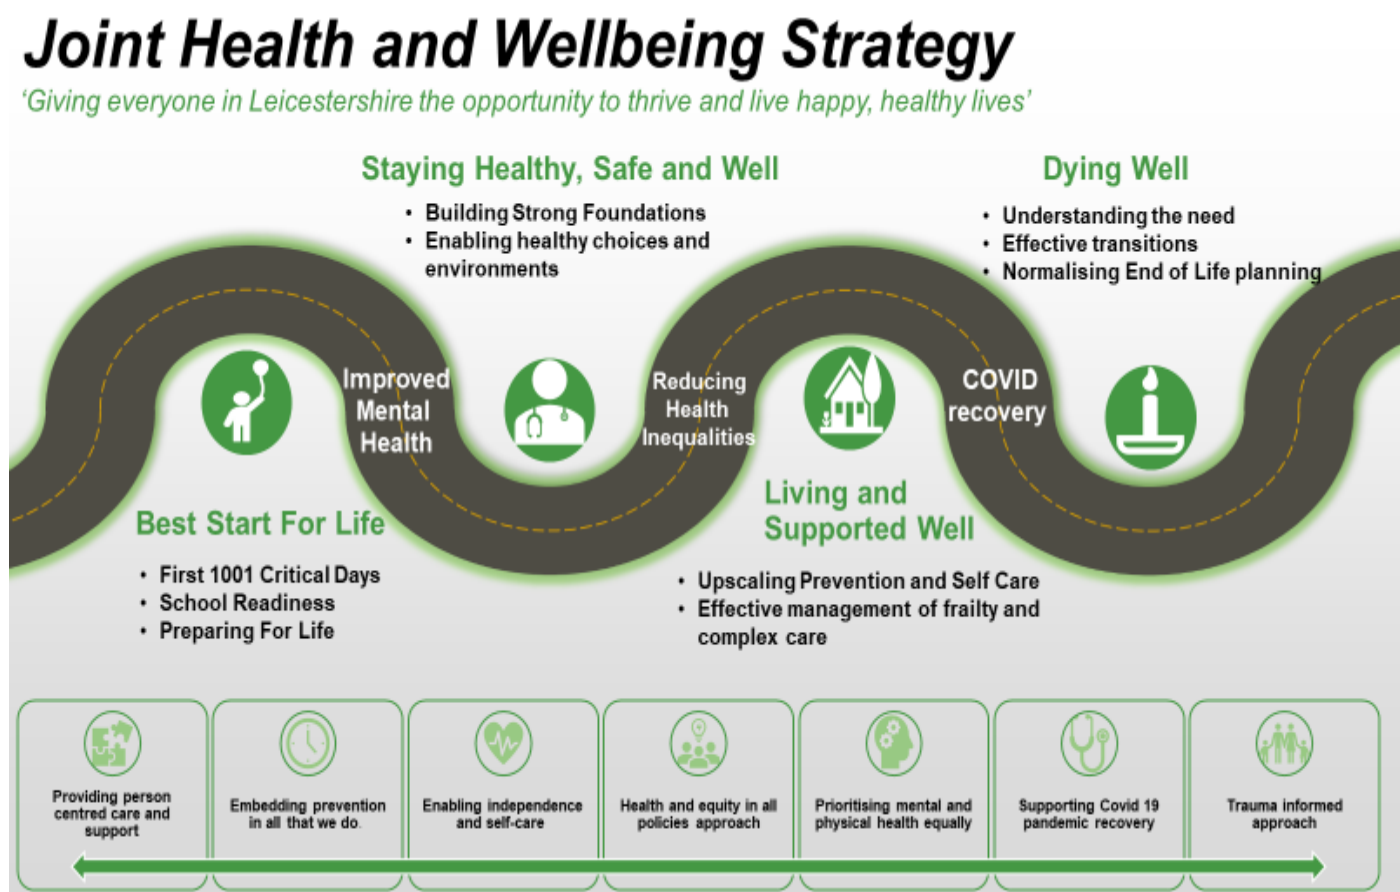 Joint Health and Wellbeing Strategy
‘Giving everyone in Leicestershire the opportunity to thrive and live happy, healthy lives’
Staying Healthy, Safe and Well
• Building Strong Foundations
• Enabling healthy choices and
environments
Dying Well
• Understanding the need
• Effective transitions
• Normalising End of Life planning
Improved
Mental
Health
Reducing
Health
Inequalities
COVID
recovery
Best Start For Life
• First 1001 Critical Days
• School Readiness
• Preparing For Life
Living and
Supported Well
• Upscaling Prevention and Self Care
• Effective management of frailty and
complex care
Providing person
centred care and
support
Embedding prevention
in all that we do.
Enabling independence
and self-care
Health and equity in all
policies approach
Prioritising mental and
physical health equally
Supporting Covid 19
pandemic recovery
Trauma informed
approach